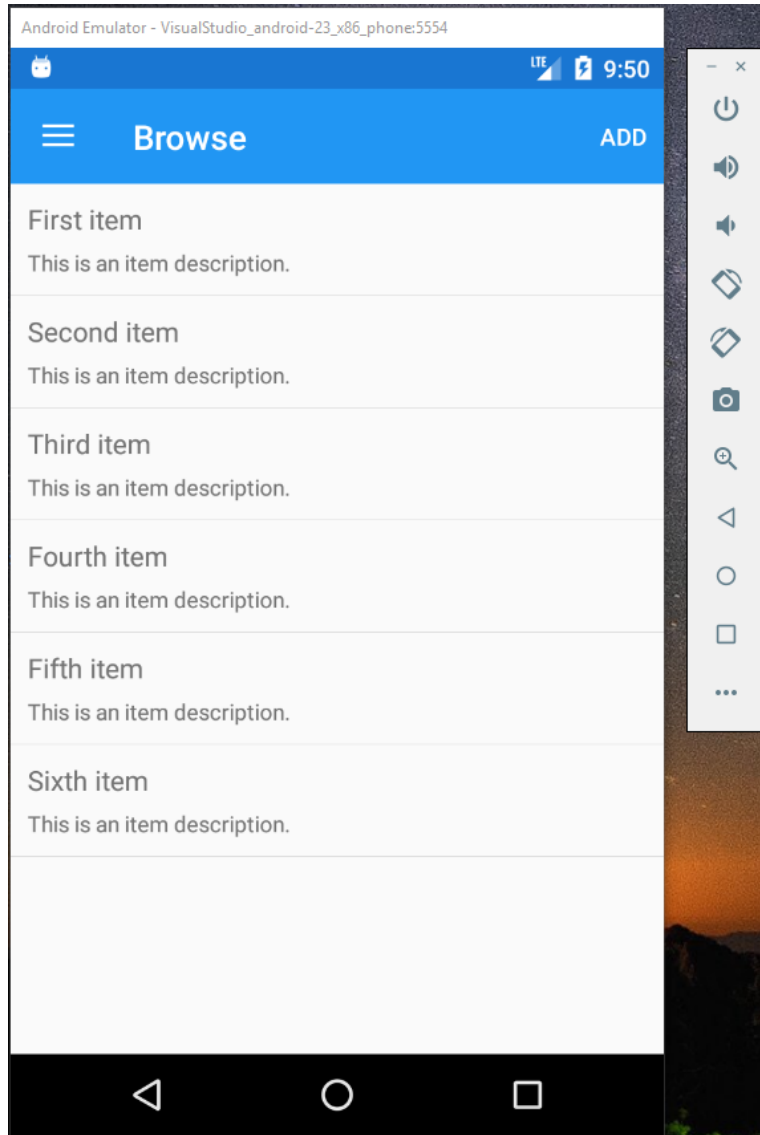 Android Emulator - VisualStudio_android-23_x86_phone:5554
LTE 9:50
Browse ADD
First item
This is an item description.
Second item
This is an item description.
Third item
This is an item description.
Fourth item
This is an item description.
Fifth item
This is an item description.
Sixth item
This is an item description.